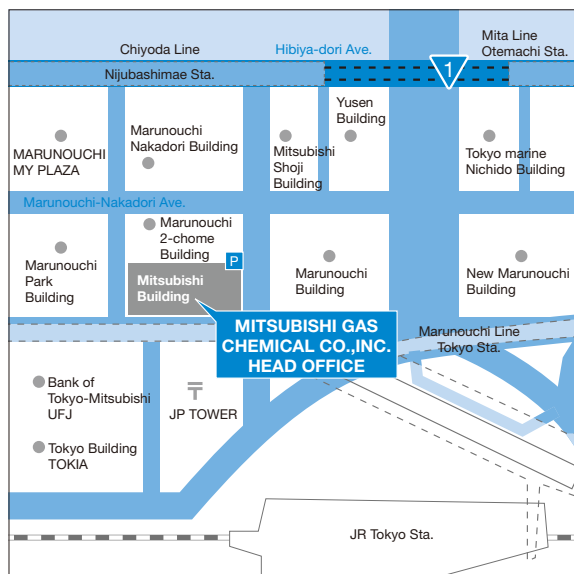 Mita Line
Otemachi Sta.
Chiyoda Line
Hibiya-dori Ave.
Nijubashimae Sta.
1
Yusen
Building
Marunouchi
Nakadori Building
MARUNOUCHI
MY PLAZA
Mitsubishi
Shoji
Building
Tokyo marine
Nichido Building
Marunouchi-Nakadori Ave.
Marunouchi
2-chome
Building
P
Marunouchi
Park
Building
Mitsubishi
Building
Marunouchi
Building
New Marunouchi
Building
MITSUBISHI GAS
CHEMICAL CO.,INC.
HEAD OFFICE
Marunouchi Line
Tokyo Sta.
Bank of
Tokyo-Mitsubishi
UFJ
〒
JP TOWER
Tokyo Building
TOKIA
JR Tokyo Sta.